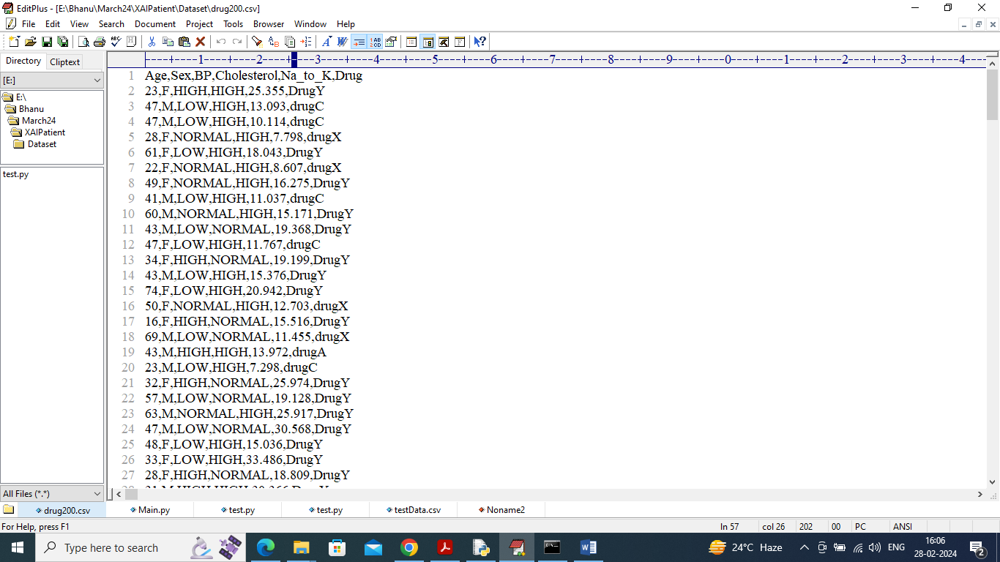 EditPlus - [E:\Bhanu\March24\XAIPatient\Dataset\drug200.csv]
File Edit View Search Document Project Tools Browser Window Help
Directory Cliptext
----+----1----+----2----+----3----+----4----+----5----+----6----+----7----+----8----+----9----+----0----+----1----+----2----+----3----+----4--
[E:]
E:\
Bhanu
March24
XAIPatient
Dataset
test.py
All Files (*.*)
1 Age,Sex,BP,Cholesterol,Na_to_K,Drug
2 23,F,HIGH,HIGH,25.355,DrugY
3 47,M,LOW,HIGH,13.093,drugC
4 47,M,LOW,HIGH,10.114,drugC
5 28,F,NORMAL,HIGH,7.798,drugX
6 61,F,LOW,HIGH,18.043,DrugY
7 22,F,NORMAL,HIGH,8.607,drugX
8 49,F,NORMAL,HIGH,16.275,DrugY
9 41,M,LOW,HIGH,11.037,drugC
10 60,M,NORMAL,HIGH,15.171,DrugY
11 43,M,LOW,NORMAL,19.368,DrugY
12 47,F,LOW,HIGH,11.767,drugC
13 34,F,HIGH,NORMAL,19.199,DrugY
14 43,M,LOW,HIGH,15.376,DrugY
15 74,F,LOW,HIGH,20.942,DrugY
16 50,F,NORMAL,HIGH,12.703,drugX
17 16,F,HIGH,NORMAL,15.516,DrugY
18 69,M,LOW,NORMAL,11.455,drugX
19 43,M,HIGH,HIGH,13.972,drugA
20 23,M,LOW,HIGH,7.298,drugC
21 32,F,HIGH,NORMAL,25.974,DrugY
22 57,M,LOW,NORMAL,19.128,DrugY
23 63,M,NORMAL,HIGH,25.917,DrugY
24 47,M,LOW,NORMAL,30.568,DrugY
25 48,F,LOW,HIGH,15.036,DrugY
26 33,F,LOW,HIGH,33.486,DrugY
27 28,F,HIGH,NORMAL,18.809,DrugY
drug200.csv Main.py test.py test.py testData.csv Noname2
For Help, press F1 ln 57 col 26 202 00 PC ANSI
Type here to search 24°C Haze ENG 16:06
28-02-2024 2